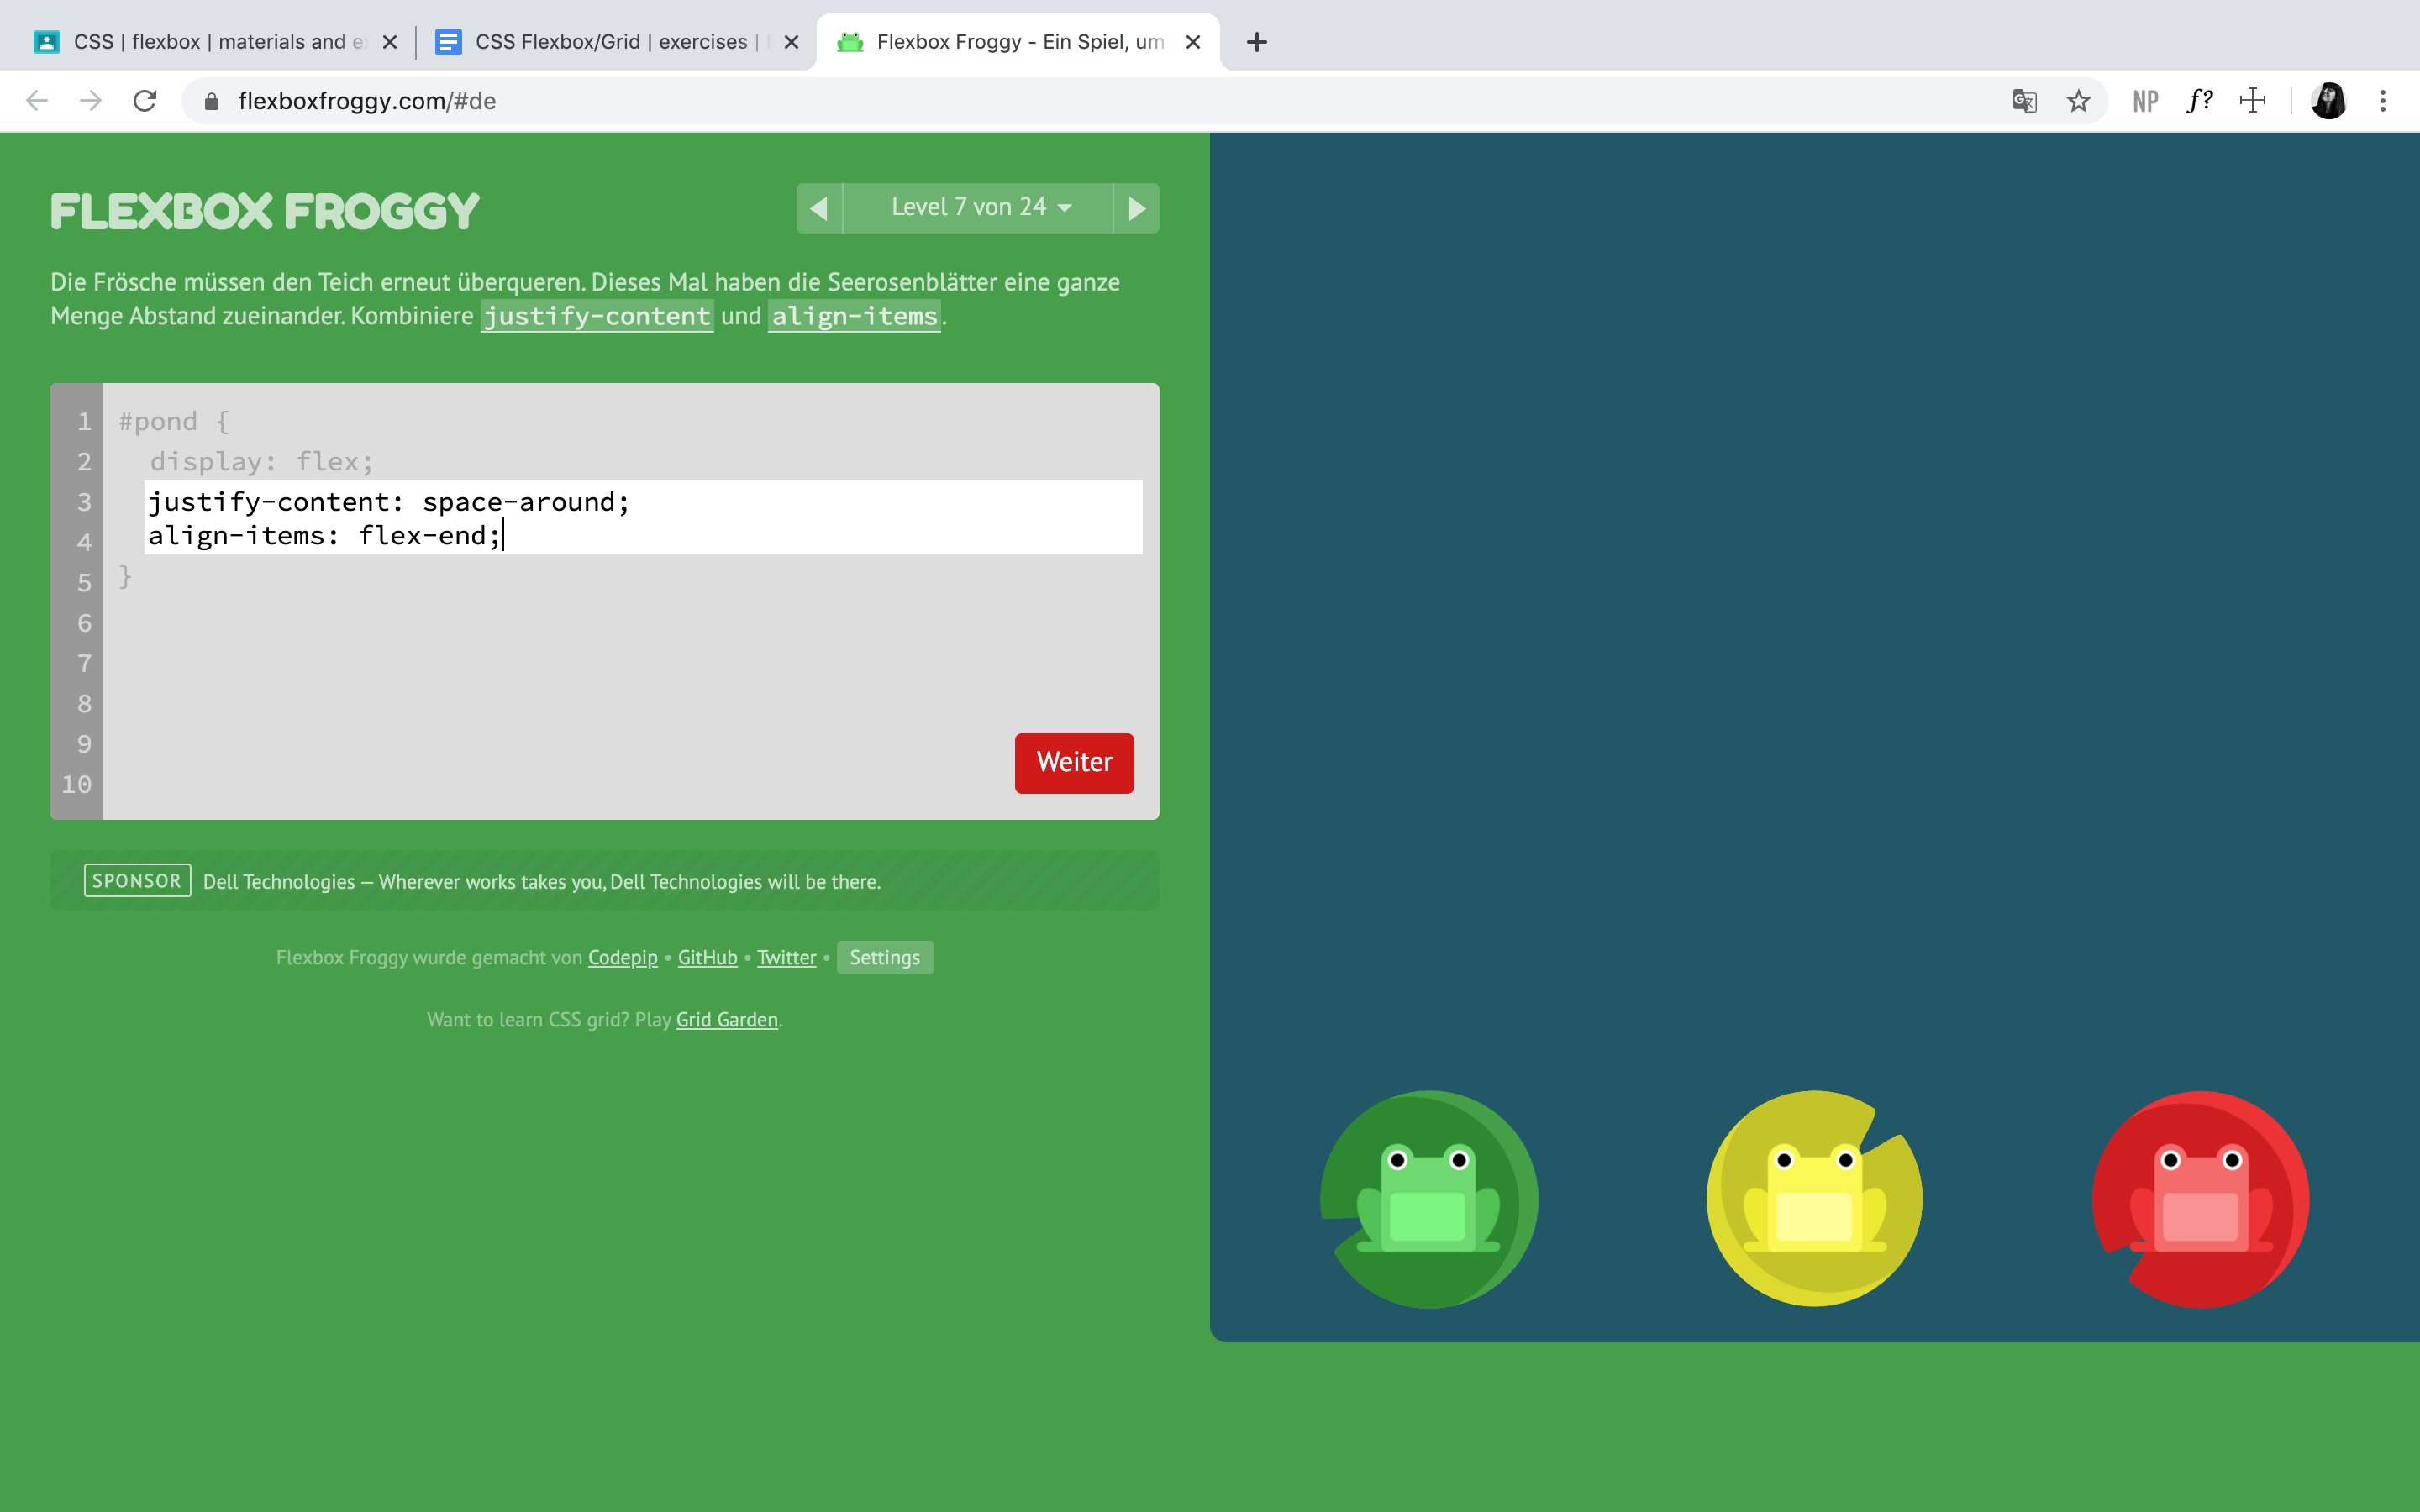 CSS | flexbox | materials and e
CSS Flexbox/Grid | exercises |
Flexbox Froggy - Ein Spiel, um
flexboxfroggy.com/#de
NP
f?
FLEXBOX FROGGY
Level 7 von 24
Die Frösche müssen den Teich erneut überqueren. Dieses Mal haben die Seerosenblätter eine ganze
Menge Abstand zueinander. Kombiniere justify-content und align-items.
1 #pond {
2 display: flex;
3 justify-content: space-around;
4 align-items: flex-end;
5 }
6
7
8
9
10
Weiter
SPONSOR Dell Technologies — Wherever works takes you, Dell Technologies will be there.
Flexbox Froggy wurde gemacht von Codepip • GitHub • Twitter • Settings
Want to learn CSS grid? Play Grid Garden.